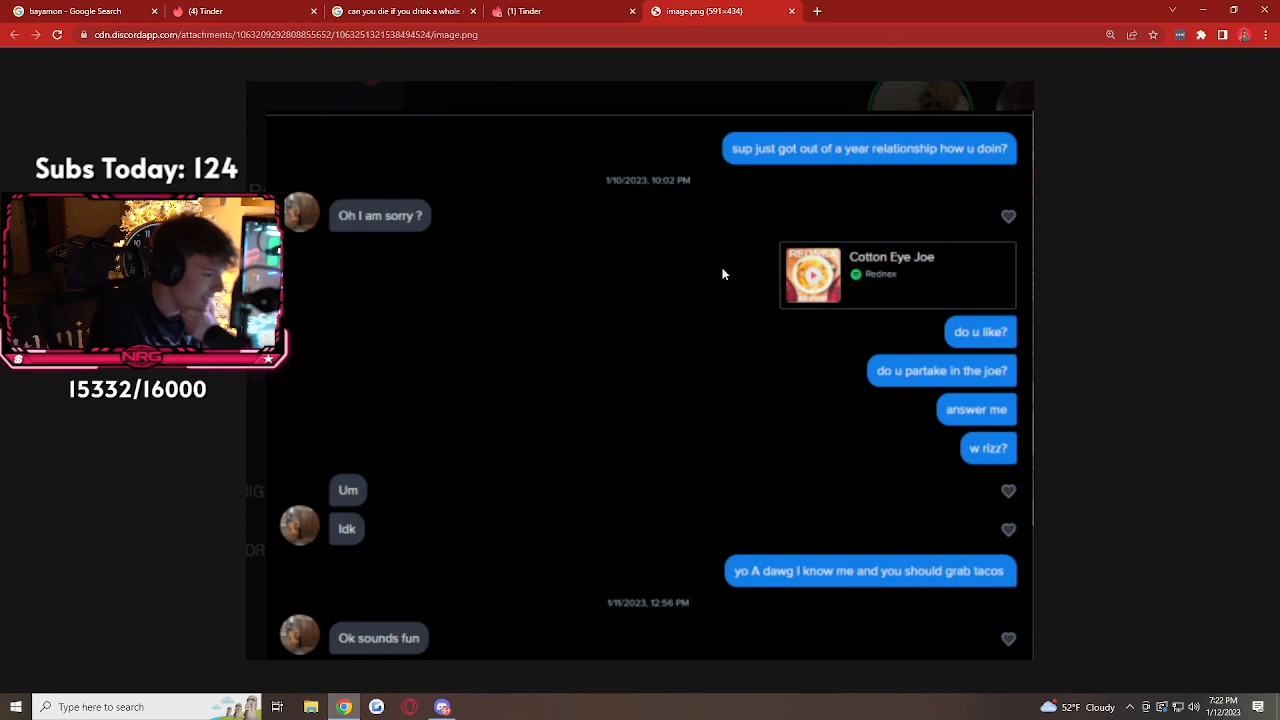 bayamon - Google Search
(1) Tinder
can you die if you drink a whole
(1) Tinder
image.png (591×434)
cdn.discordapp.com/attachments/1063209292808855652/1063251321538494524/image.png
Subs Today: 124
NRG
15332/16000
sup just got out of a year relationship how u doin?
1/10/2023, 10:02 PM
Oh I am sorry ?
REDNEX
Cotton Eye Joe
Rednex
do u like?
do u partake in the joe?
answer me
w rizz?
Um
Idk
yo A dawg I know me and you should grab tacos
1/11/2023, 12:56 PM
Ok sounds fun
Type here to search
52°F Cloudy
7:22 PM
1/12/2023